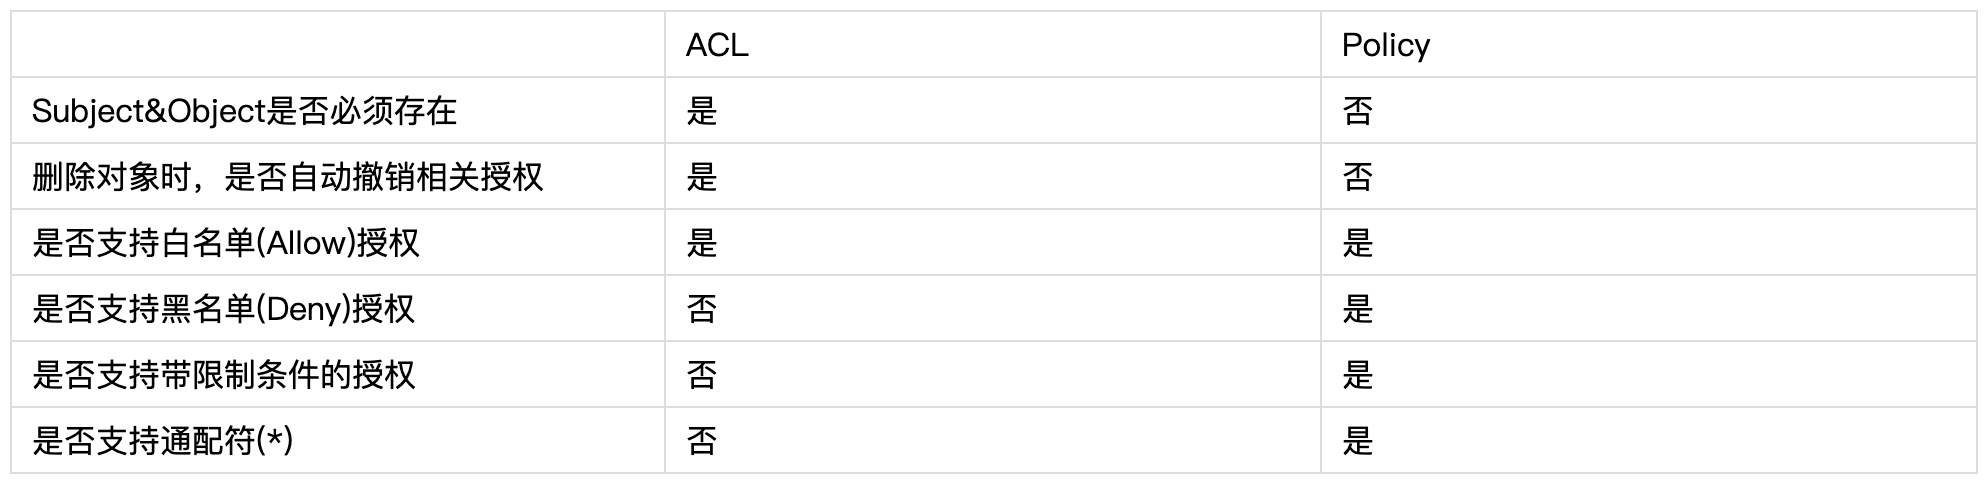 ACL Policy
Subject&Object是否必须存在 是 否
删除对象时，是否自动撤销相关授权 是 否
是否支持白名单(Allow)授权 是 是
是否支持黑名单(Deny)授权 否 是
是否支持带限制条件的授权 否 是
是否支持通配符(*) 否 是